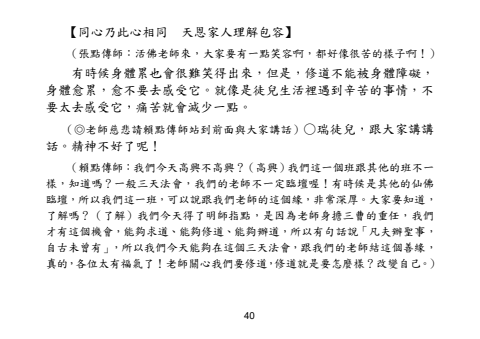 【同心乃此心相同　天恩家人理解包容】
（張點傳師：活佛老師來，大家要有一點笑容啊，都好像很苦的樣子啊！）
有時候身體累也會很難笑得出來，但是，修道不能被身體障礙，
身體愈累，愈不要去感受它。就像是徒兒生活裡遇到辛苦的事情，不
要太去感受它，痛苦就會減少一點。
（◎老師慈悲請賴點傳師站到前面與大家講話）◯瑞徒兒，跟大家講講
話。精神不好了呢！
（賴點傳師：我們今天高興不高興？（高興）我們這一個班跟其他的班不一
樣，知道嗎？一般三天法會，我們的老師不一定臨壇喔！有時候是其他的仙佛
臨壇，所以我們這一班，可以說跟我們老師的這個緣，非常深厚。大家要知道，
了解嗎？（了解）我們今天得了明師指點，是因為老師身擔三曹的重任，我們
才有這個機會，能夠求道、能夠修道、能夠辦道，所以有句話說「凡夫辦聖事，
自古未曾有」，所以我們今天能夠在這個三天法會，跟我們的老師結這個善緣，
真的，各位太有福氣了！老師關心我們要修道，修道就是要怎麼樣？改變自己。）
40